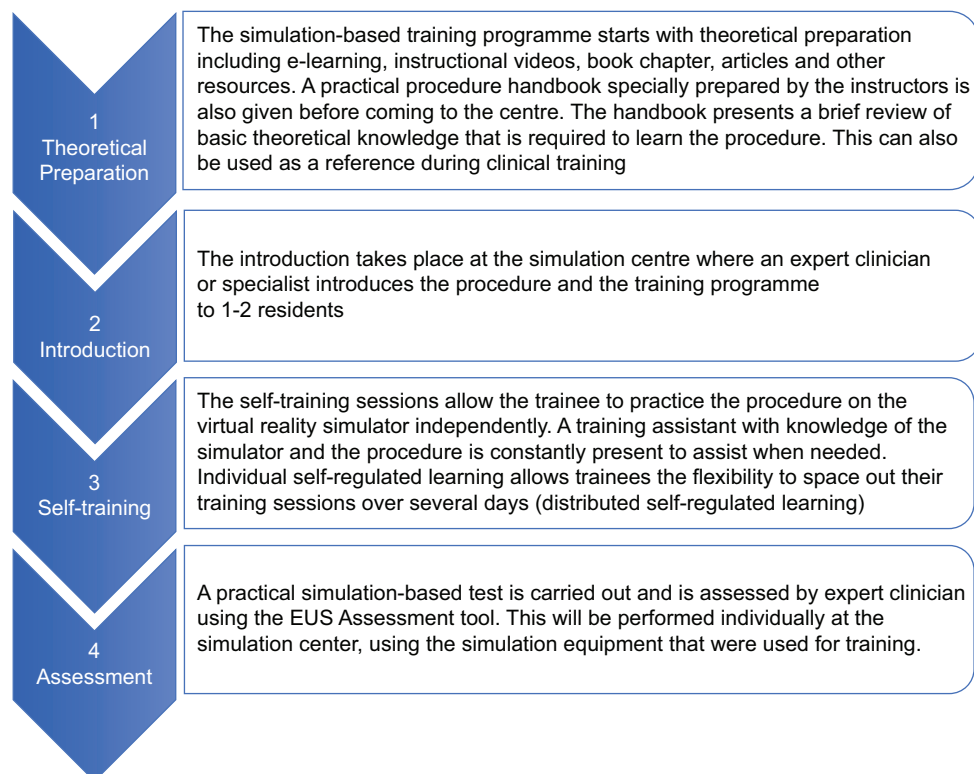 1
Theoretical
Preparation
The simulation-based training programme starts with theoretical preparation
including e-learning, instructional videos, book chapter, articles and other
resources. A practical procedure handbook specially prepared by the instructors is
also given before coming to the centre. The handbook presents a brief review of
basic theoretical knowledge that is required to learn the procedure. This can also
be used as a reference during clinical training
2
Introduction
The introduction takes place at the simulation centre where an expert clinician
or specialist introduces the procedure and the training programme
to 1-2 residents
3
Self-training
The self-training sessions allow the trainee to practice the procedure on the
virtual reality simulator independently. A training assistant with knowledge of the
simulator and the procedure is constantly present to assist when needed.
Individual self-regulated learning allows trainees the flexibility to space out their
training sessions over several days (distributed self-regulated learning)
4
Assessment
A practical simulation-based test is carried out and is assessed by expert clinician
using the EUS Assessment tool. This will be performed individually at the
simulation center, using the simulation equipment that were used for training.